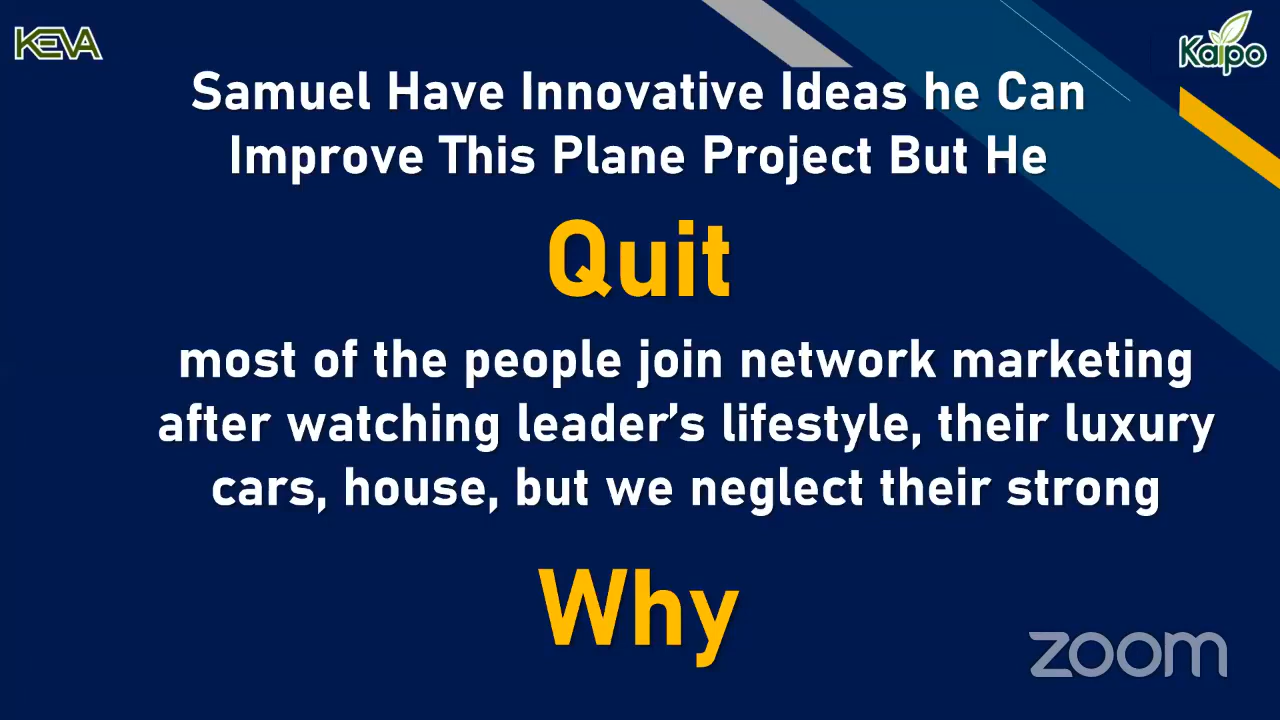 KEVA
Kaipo
Samuel Have Innovative Ideas he Can
Improve This Plane Project But He
Quit
most of the people join network marketing
after watching leader's lifestyle, their luxury
cars, house, but we neglect their strong
Why
zoom